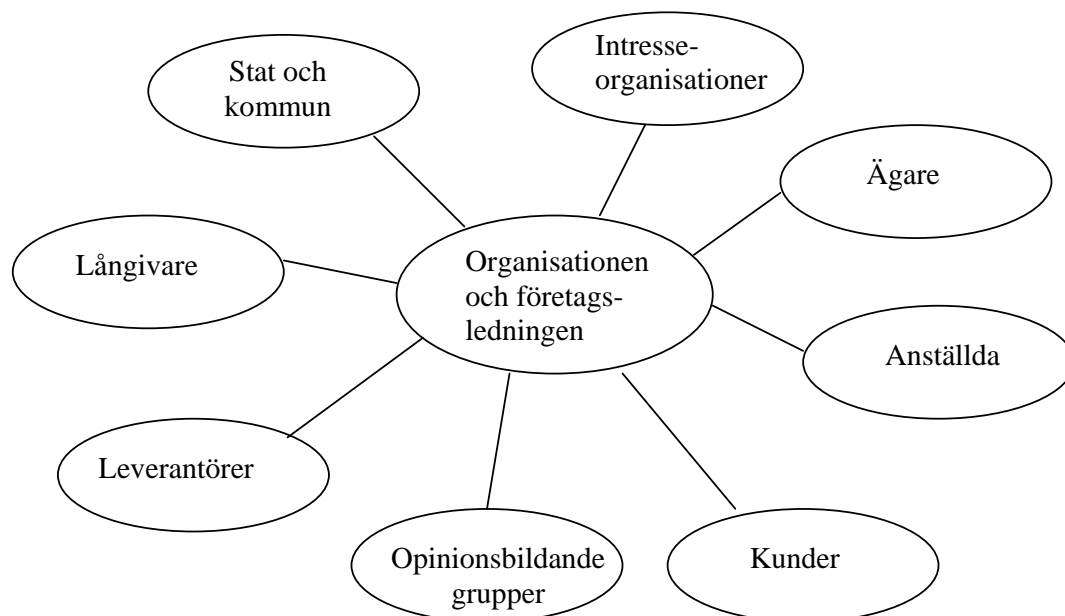 Stat och
kommun
Intresse-
organisationer
Ägare
Långivare
Organisationen
och företags-
ledningen
Anställda
Leverantörer
Opinionsbildande
grupper
Kunder